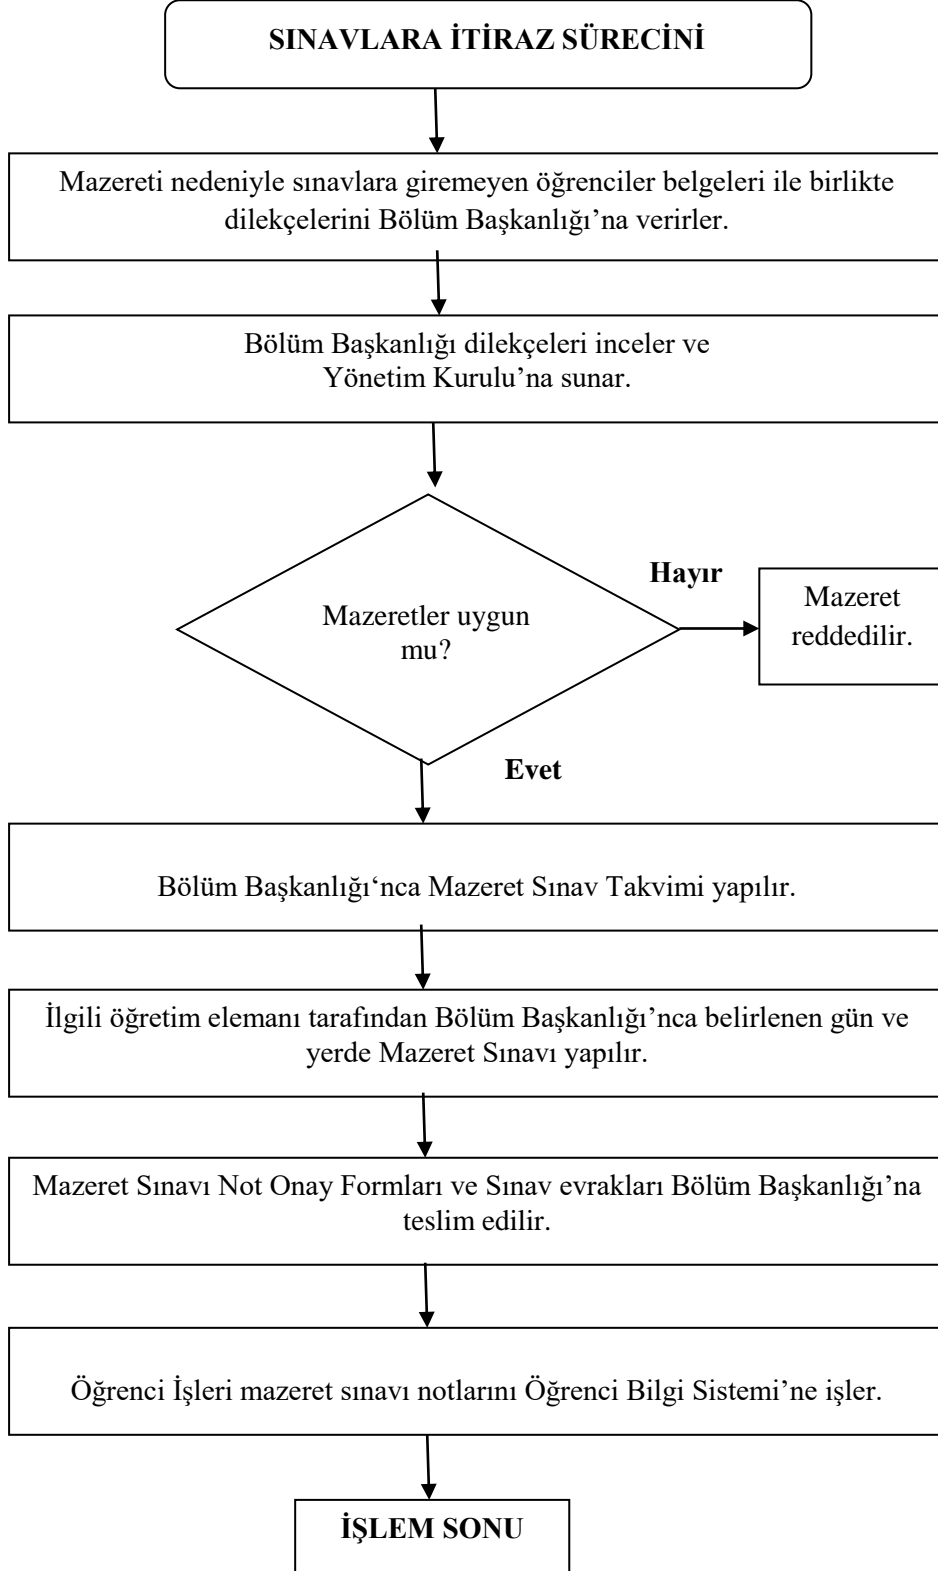 SINAVLARA İTİRAZ SÜRECİNİ
Mazereti nedeniyle sınavlara giremeyen öğrenciler belgeleri ile birlikte
dilekçelerini Bölüm Başkanlığı’na verirler.
Bölüm Başkanlığı dilekçeleri inceler ve
Yönetim Kurulu’na sunar.
Mazeretler uygun
mu?
Hayır
Mazeret
reddedilir.
Evet
Bölüm Başkanlığı‘nca Mazeret Sınav Takvimi yapılır.
İlgili öğretim elemanı tarafından Bölüm Başkanlığı’nca belirlenen gün ve
yerde Mazeret Sınavı yapılır.
Mazeret Sınavı Not Onay Formları ve Sınav evrakları Bölüm Başkanlığı’na
teslim edilir.
Öğrenci İşleri mazeret sınavı notlarını Öğrenci Bilgi Sistemi’ne işler.
İŞLEM SONU